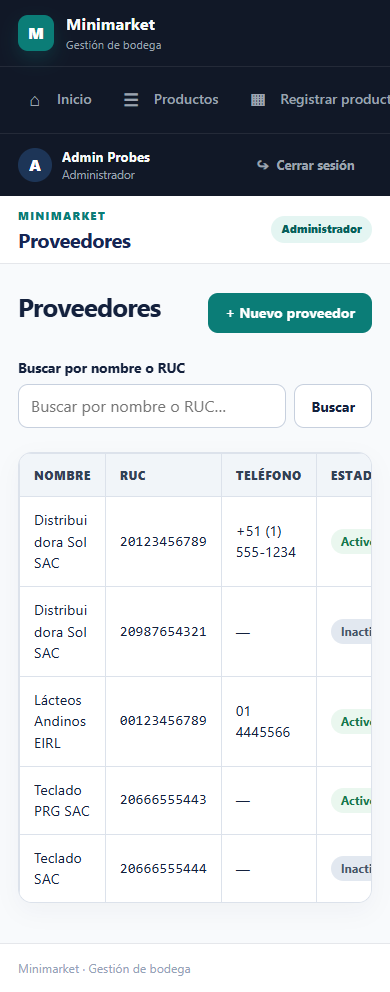 M Minimarket
Gestión de bodega
Inicio Productos Registrar product
A Admin Probes
Administrador
Cerrar sesión
MINIMARKET
Proveedores
Administrador
Proveedores
+ Nuevo proveedor
Buscar por nombre o RUC
Buscar por nombre o RUC...
Buscar
NOMBRE RUC TELÉFONO ESTAD
Distribui
dora Sol
SAC
20123456789
+51 (1)
555-1234
Activ
Distribui
dora Sol
SAC
20987654321
—
Inacti
Lácteos
Andinos
EIRL
00123456789
01
4445566
Activ
Teclado
PRG SAC
20666555443
—
Activ
Teclado
SAC
20666555444
—
Inacti
Minimarket · Gestión de bodega